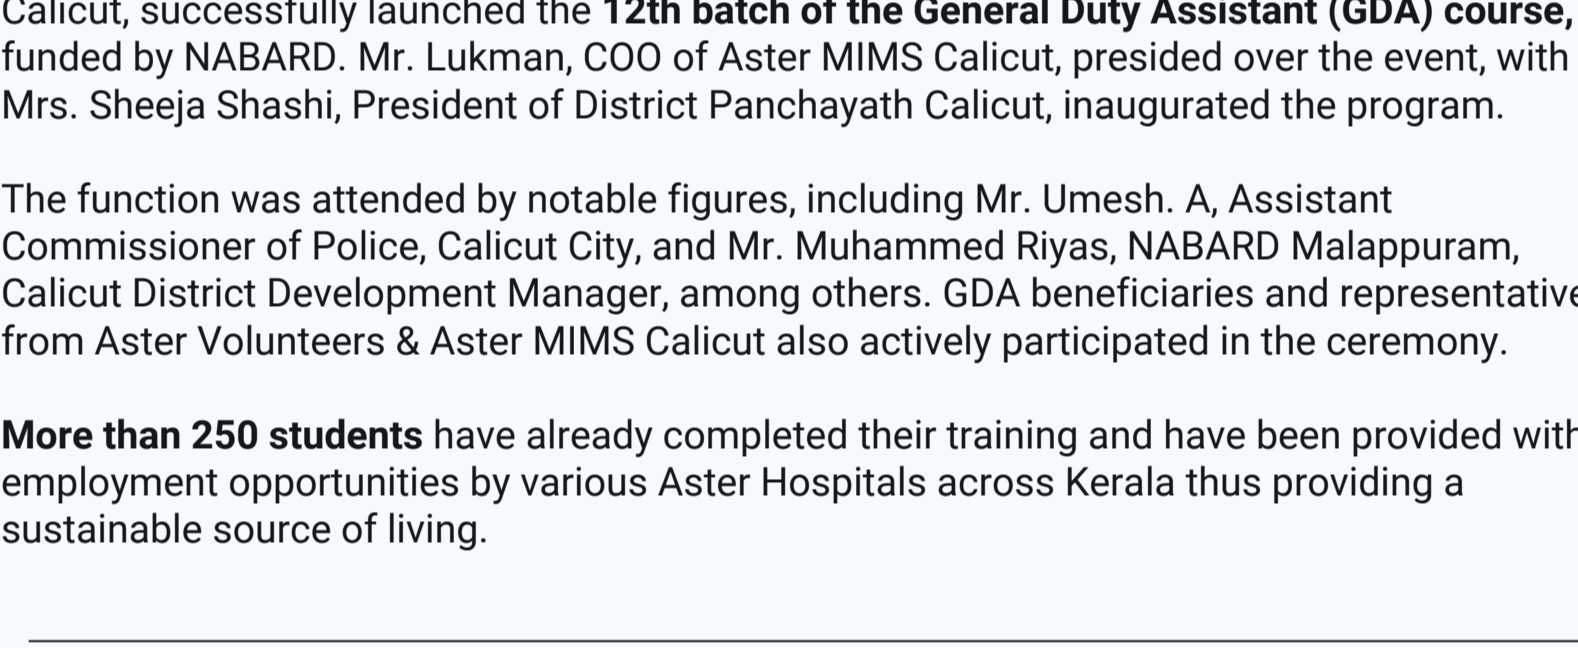 Calicut, successfully launched the 12th batch of the General Duty Assistant (GDA) course,
funded by NABARD. Mr. Lukman, COO of Aster MIMS Calicut, presided over the event, with
Mrs. Sheeja Shashi, President of District Panchayath Calicut, inaugurated the program.
The function was attended by notable figures, including Mr. Umesh. A, Assistant
Commissioner of Police, Calicut City, and Mr. Muhammed Riyas, NABARD Malappuram,
Calicut District Development Manager, among others. GDA beneficiaries and representative
from Aster Volunteers & Aster MIMS Calicut also actively participated in the ceremony.
More than 250 students have already completed their training and have been provided with
employment opportunities by various Aster Hospitals across Kerala thus providing a
sustainable source of living.